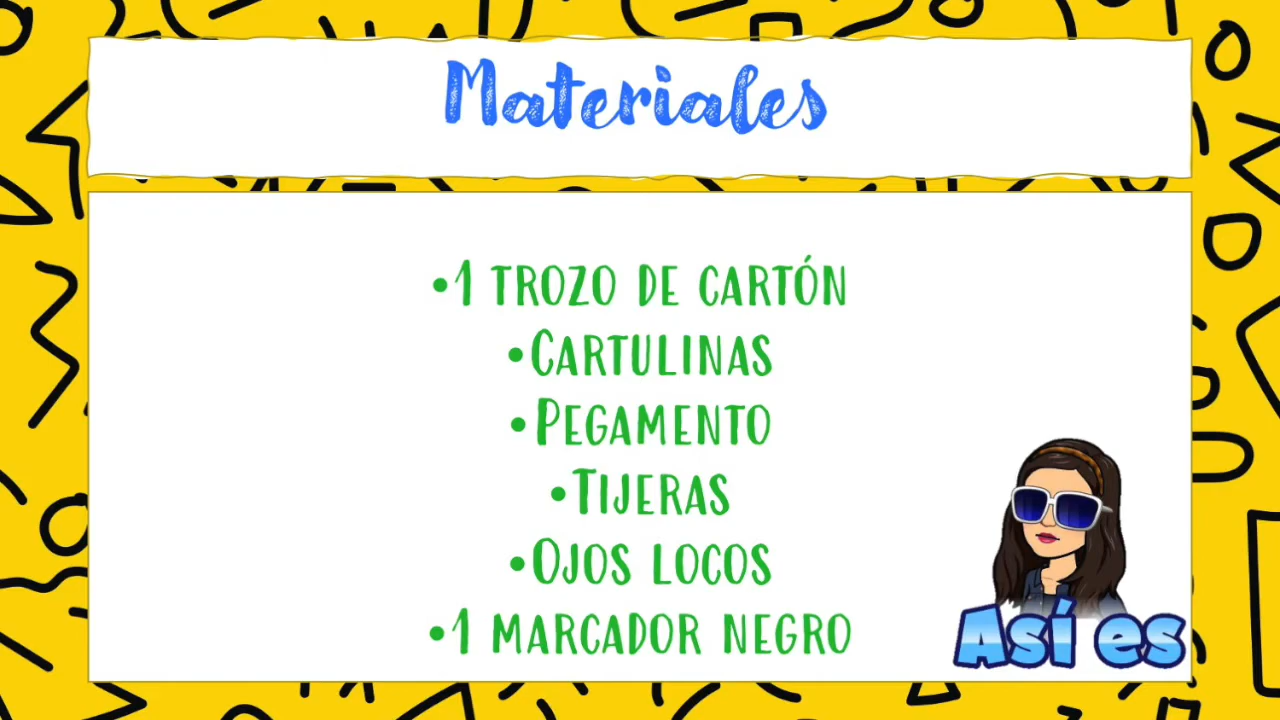 Materiales
•1 trozo de cartón
•Cartulinas
•Pegamento
•Tijeras
•Ojos locos
•1 marcador negro
Así es